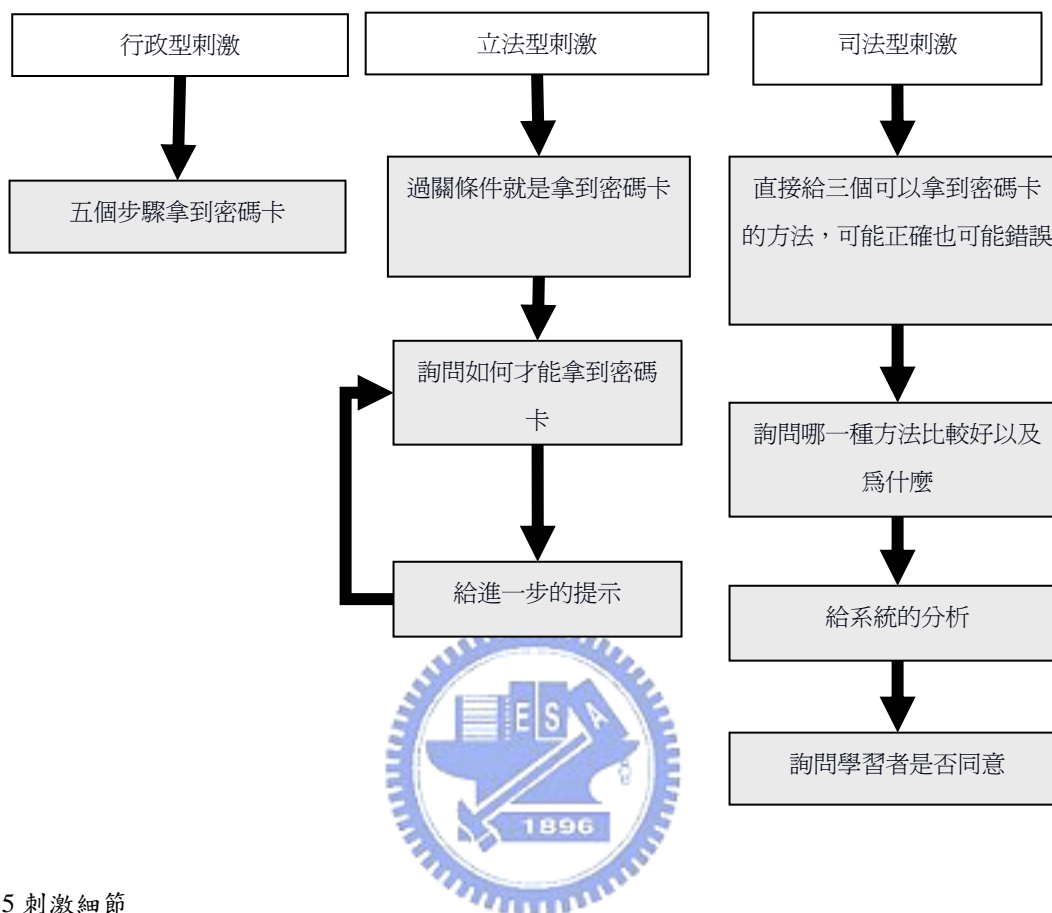 行政型刺激
五個步驟拿到密碼卡
立法型刺激
過關條件就是拿到密碼卡
詢問如何才能拿到密碼
卡
給進一步的提示
司法型刺激
直接給三個可以拿到密碼卡
的方法，可能正確也可能錯誤
詢問哪一種方法比較好以及
爲什麼
給系統的分析
詢問學習者是否同意
E S A
1896
5 刺激細節